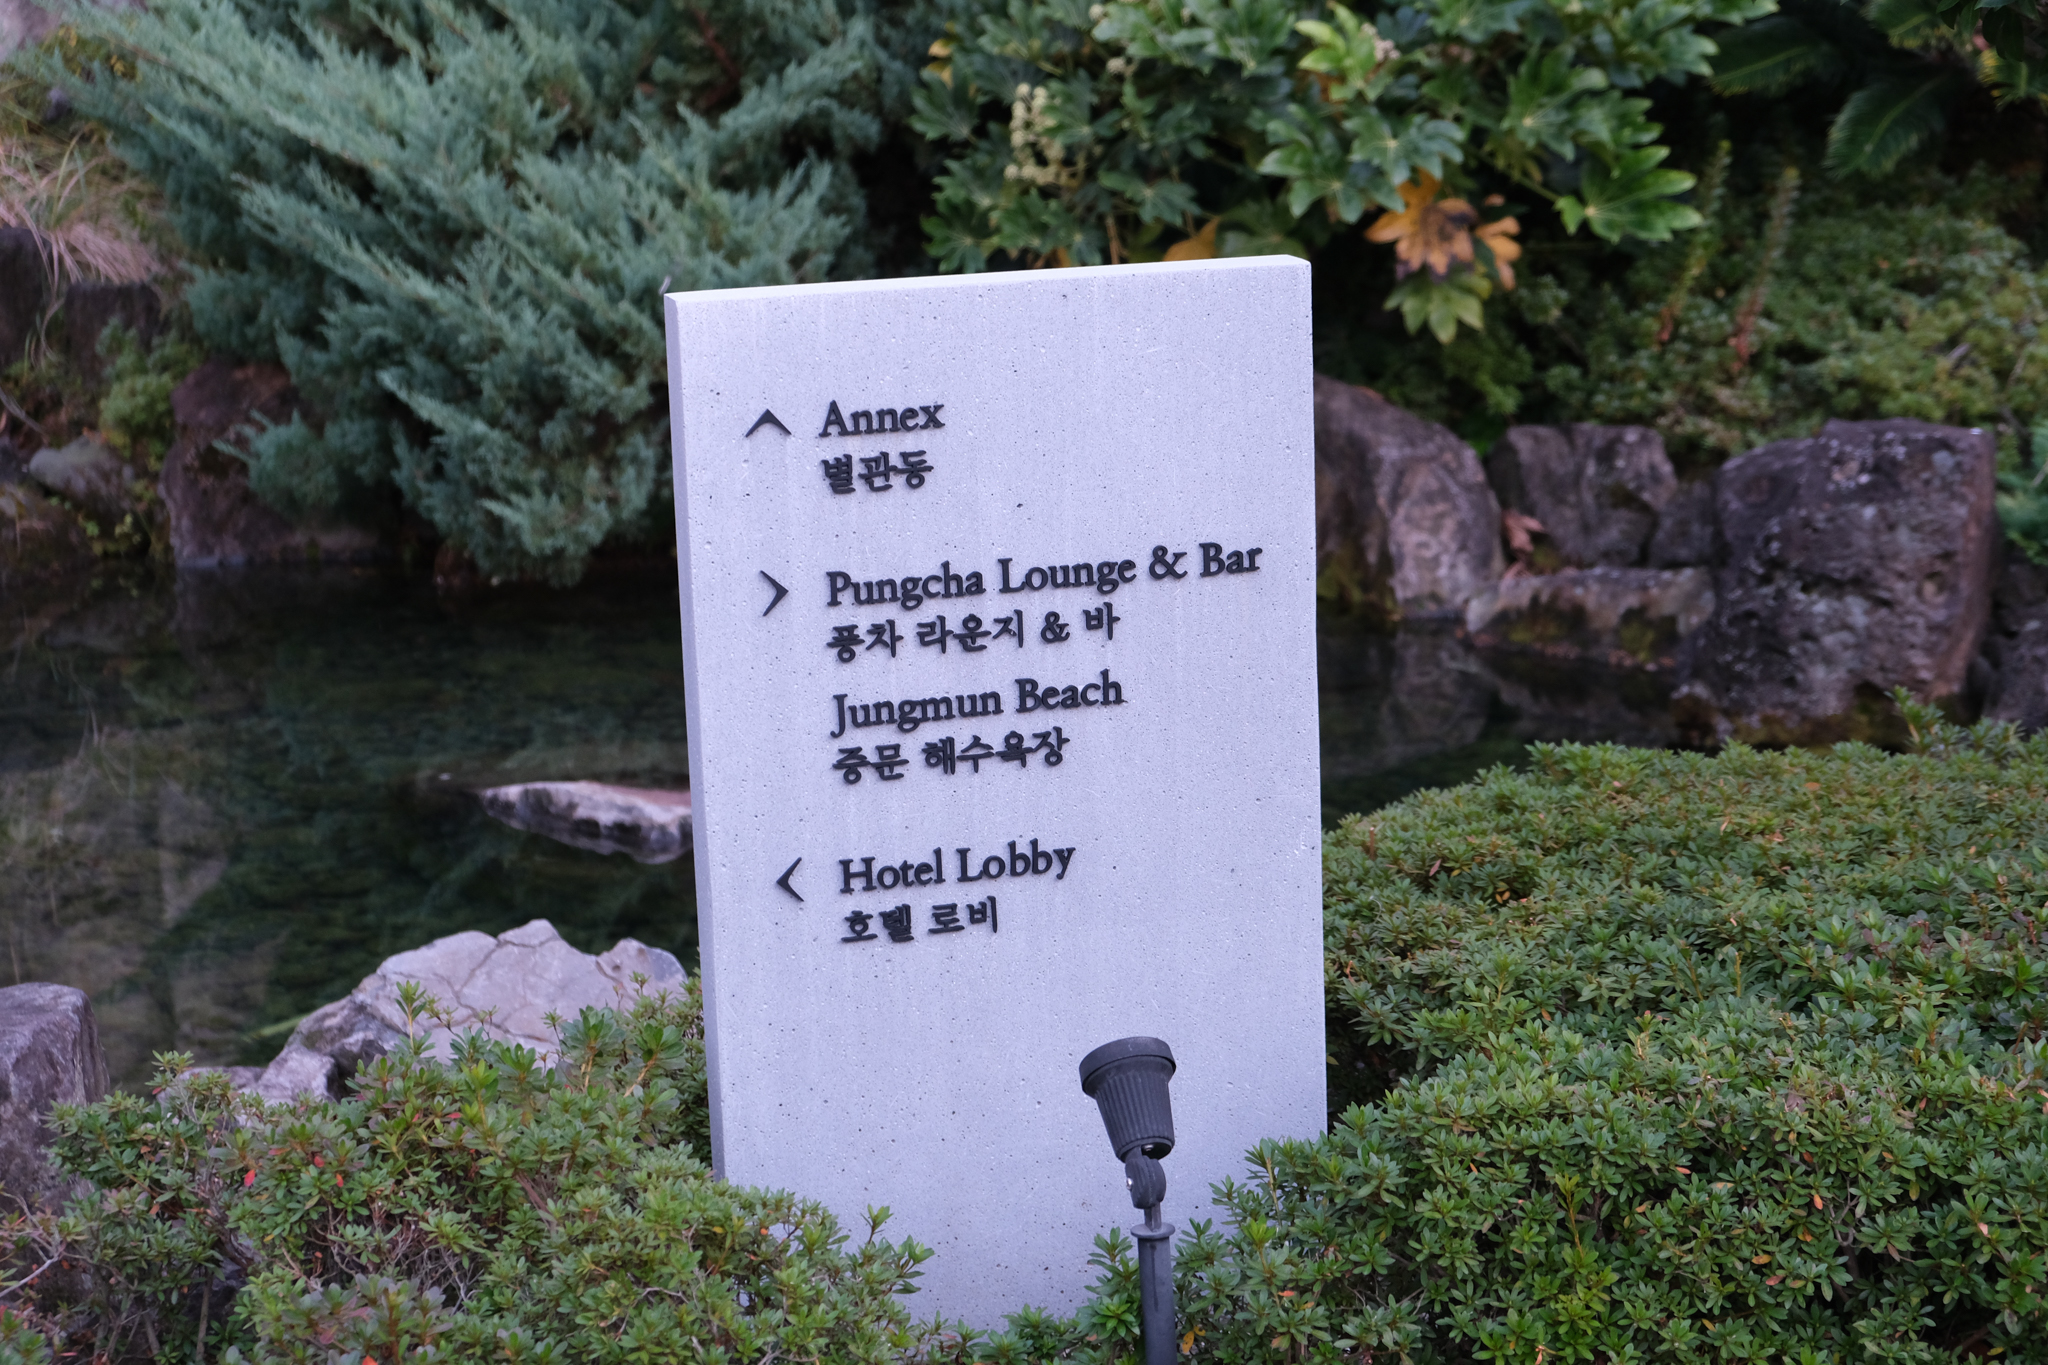 Annex
별관동
Pungcha Lounge & Bar
풍차 라운지 & 바
Jungmun Beach
중문 해수욕장
Hotel Lobby
호텔 로비